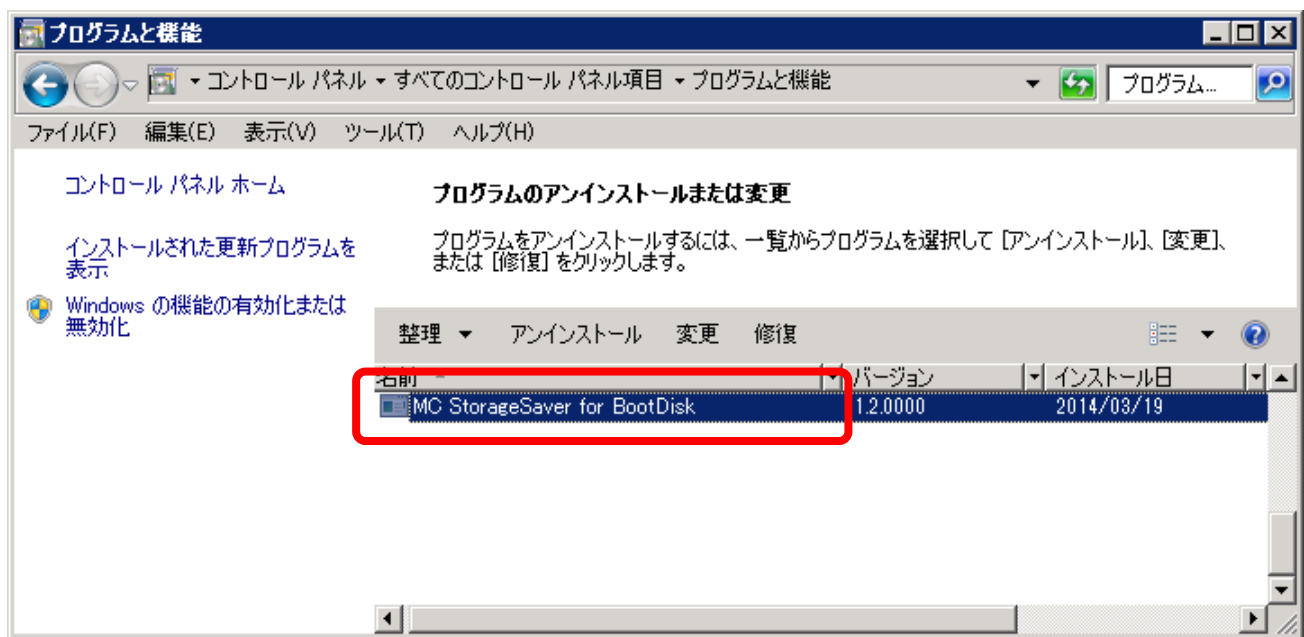 プログラムと機能
コントロール パネル ▾ すべてのコントロール パネル項目 ▾ プログラムと機能
プログラム...
ファイル(F) 編集(E) 表示(V) ツール(T) ヘルプ(H)
コントロール パネル ホーム
インストールされた更新プログラムを
表示
Windows の機能の有効化または
無効化
プログラムのアンインストールまたは変更
プログラムをアンインストールするには、一覧からプログラムを選択して [アンインストール]、[変更]、
または [修復] をクリックします。
整理 アンインストール 変更 修復
名前 バージョン インストール日
MC StorageSaver for BootDisk 1.2.0000 2014/03/19